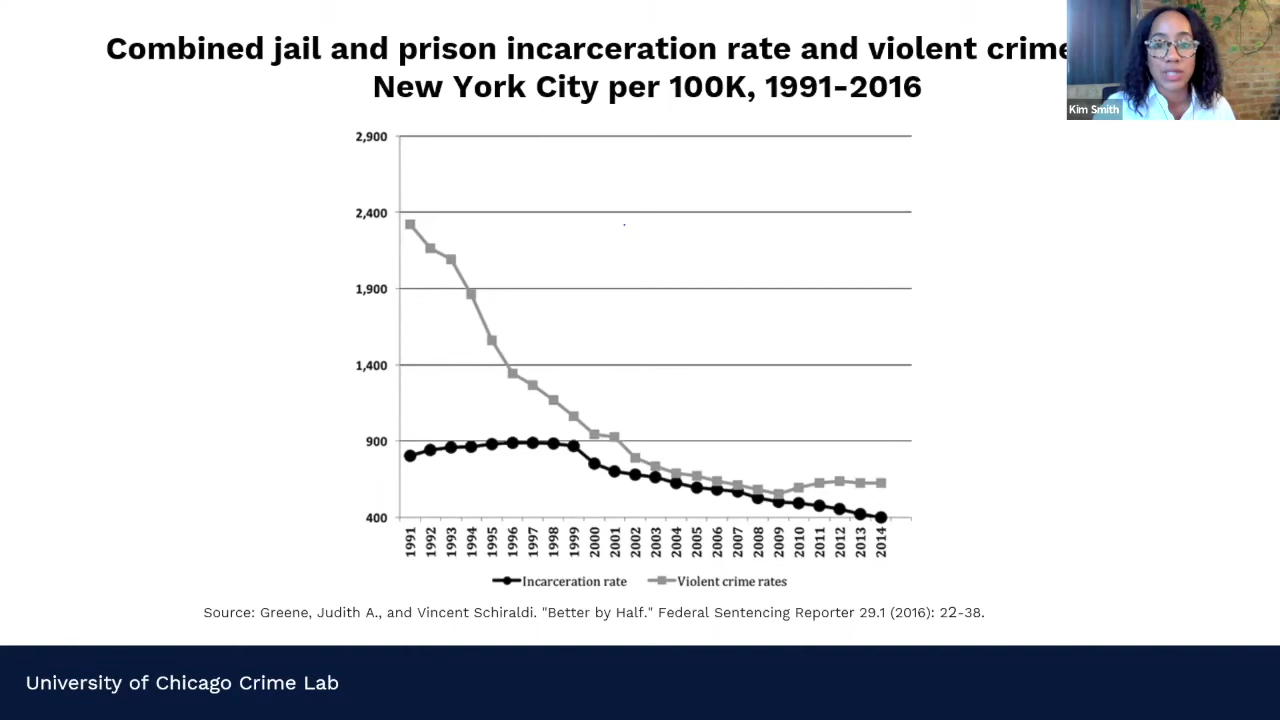 Combined jail and prison incarceration rate and violent crime
New York City per 100K, 1991-2016
Kim Smith
2,900
2,400
1,900
1,400
900
400
1991 1992 1993 1994 1995 1996 1997 1998 1999 2000 2001 2002 2003 2004 2005 2006 2007 2008 2009 2010 2011 2012 2013 2014
Incarceration rate Violent crime rates
Source: Greene, Judith A., and Vincent Schiraldi. "Better by Half." Federal Sentencing Reporter 29.1 (2016): 22-38.
University of Chicago Crime Lab